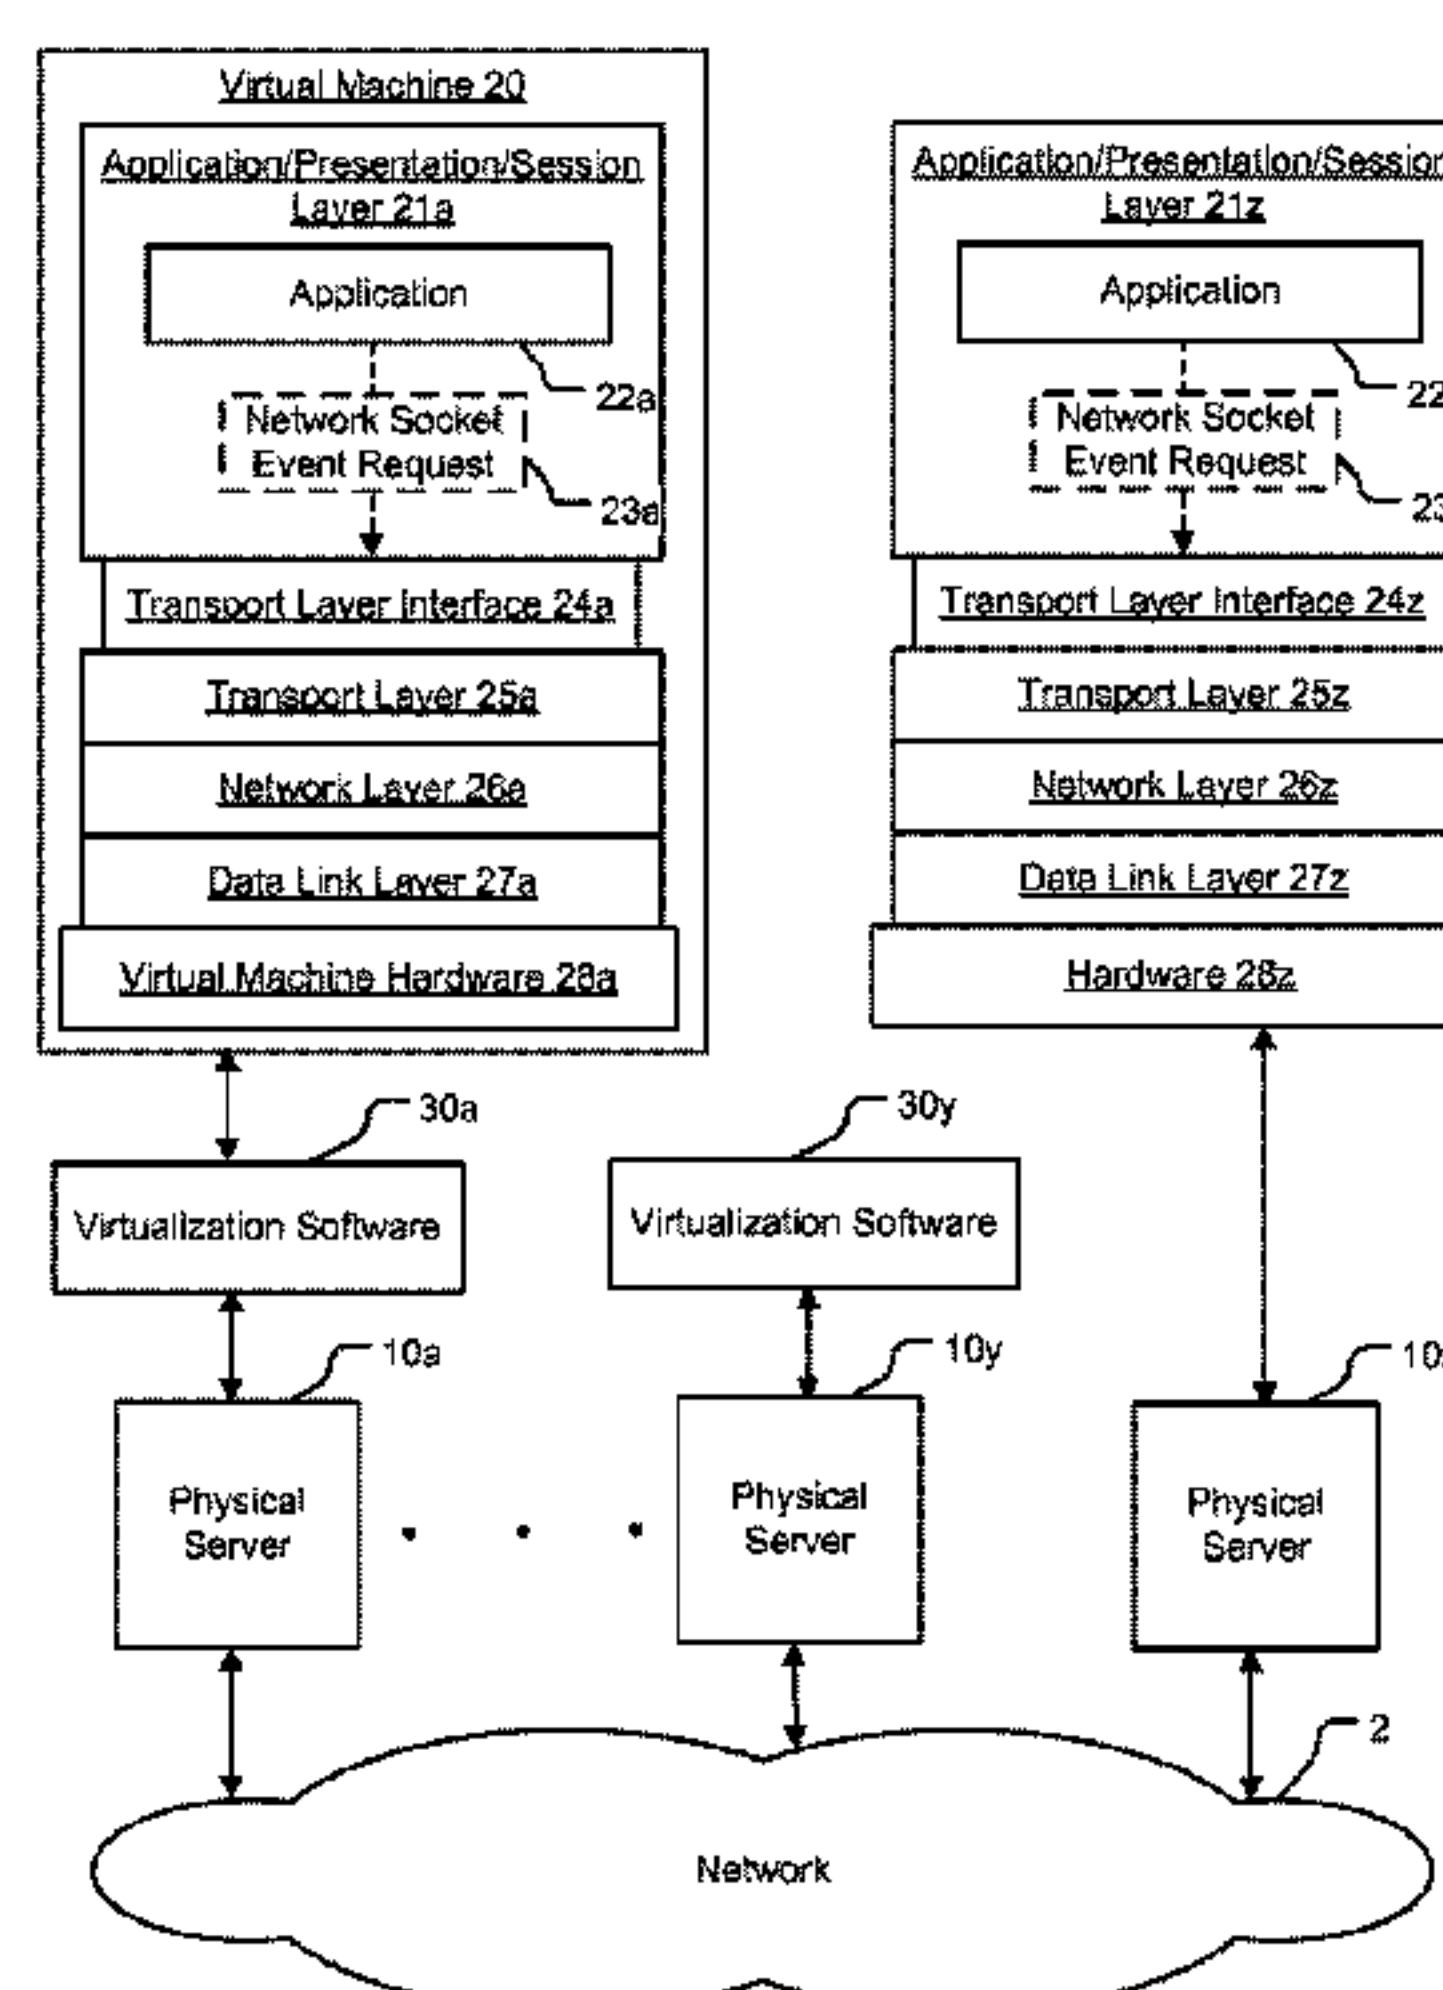 Virtual Machine 20
Application/Presentation/Session
Layer 21a
Application
22a
Network Socket
Event Request
23a
Transport Layer Interface 24a
Transport Layer 25a
Network Layer 26a
Data Link Layer 27a
Virtual Machine Hardware 28a
Application/Presentation/Session
Layer 21z
Application
22
Network Socket
Event Request
23
Transport Layer Interface 24z
Transport Layer 25z
Network Layer 26z
Data Link Layer 27z
Hardware 28z
30a
Virtualization Software
30y
Virtualization Software
10a
Physical
Server
10y
Physical
Server
10
Physical
Server
2
Network